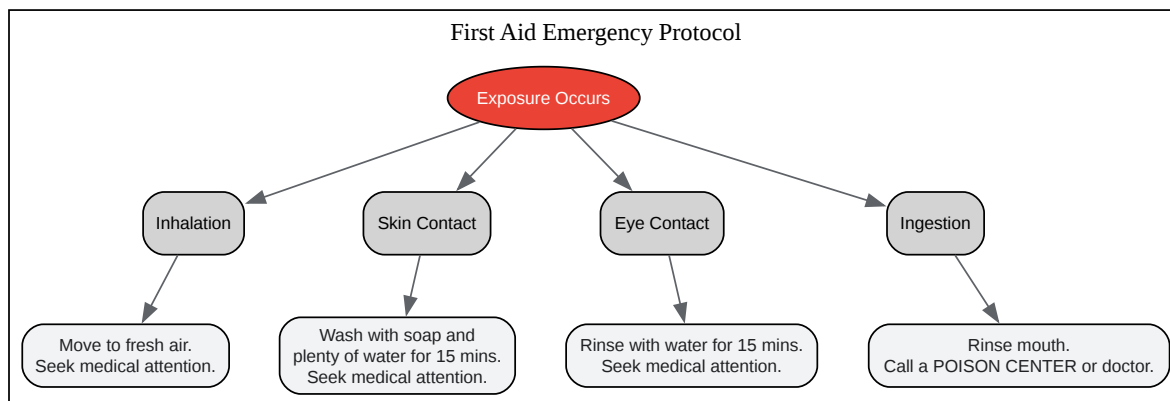 First Aid Emergency Protocol
Exposure Occurs
Inhalation
Skin Contact
Eye Contact
Ingestion
Move to fresh air.
Seek medical attention.
Wash with soap and
plenty of water for 15 mins.
Seek medical attention.
Rinse with water for 15 mins.
Seek medical attention.
Rinse mouth.
Call a POISON CENTER or doctor.